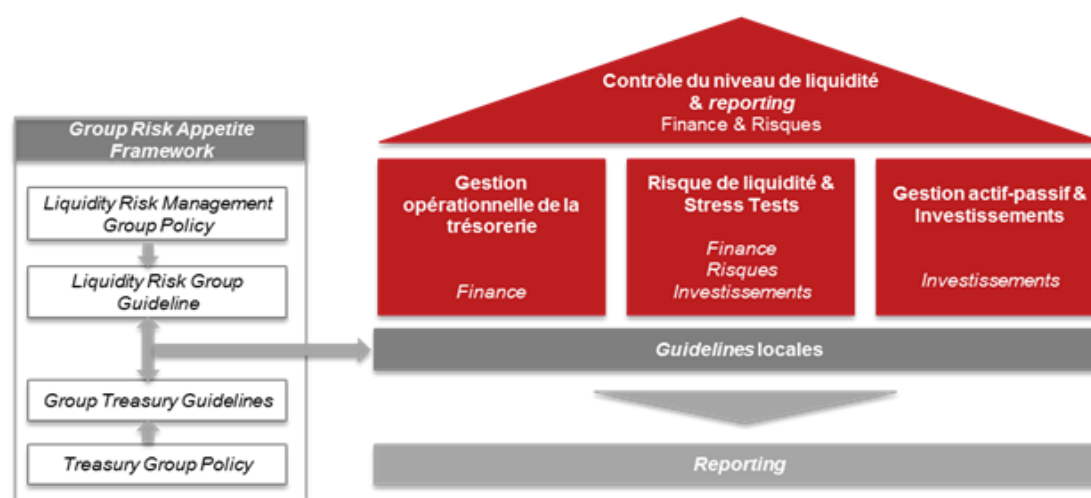 Contrôle du niveau de liquidité
& reporting
Finance & Risques
Group Risk Appetite
Framework
Liquidity Risk Management
Group Policy
Liquidity Risk Group
Guideline
Group Treasury Guidelines
Treasury Group Policy
Gestion
opérationnelle de la
trésorerie
Finance
Risque de liquidité &
Stress Tests
Finance
Risques
Investissements
Gestion actif-passif &
Investissements
Investissements
Guidelines locales
Reporting